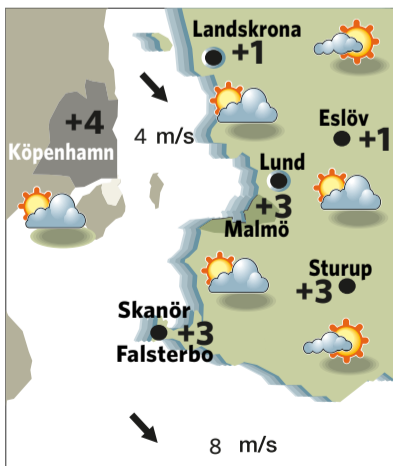 Landskrona
+1
+4
Köpenhamn
4 m/s
Eslöv
+1
Lund
+3
Malmö
Sturup
+3
Skanör
+3
Falsterbo
8 m/s